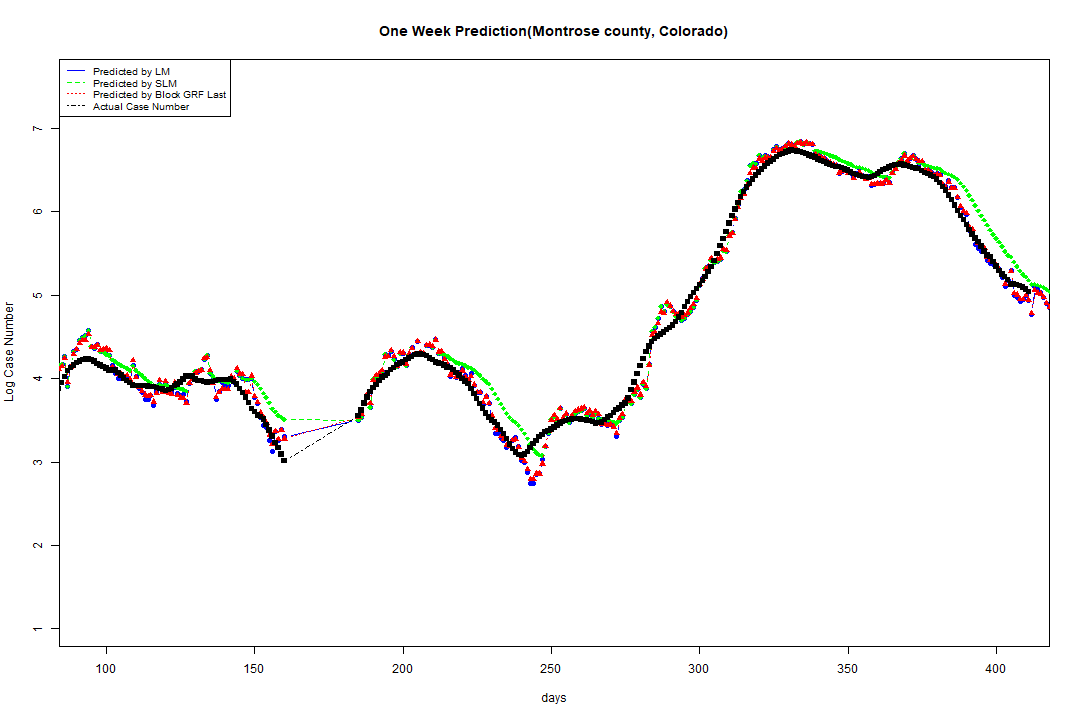 One Week Prediction(Montrose county, Colorado)
Predicted by LM
Predicted by SLM
Predicted by Block GRF Last
Actual Case Number
Log Case Number
7
6
5
4
3
2
1
100 150 200 250 300 350 400
days